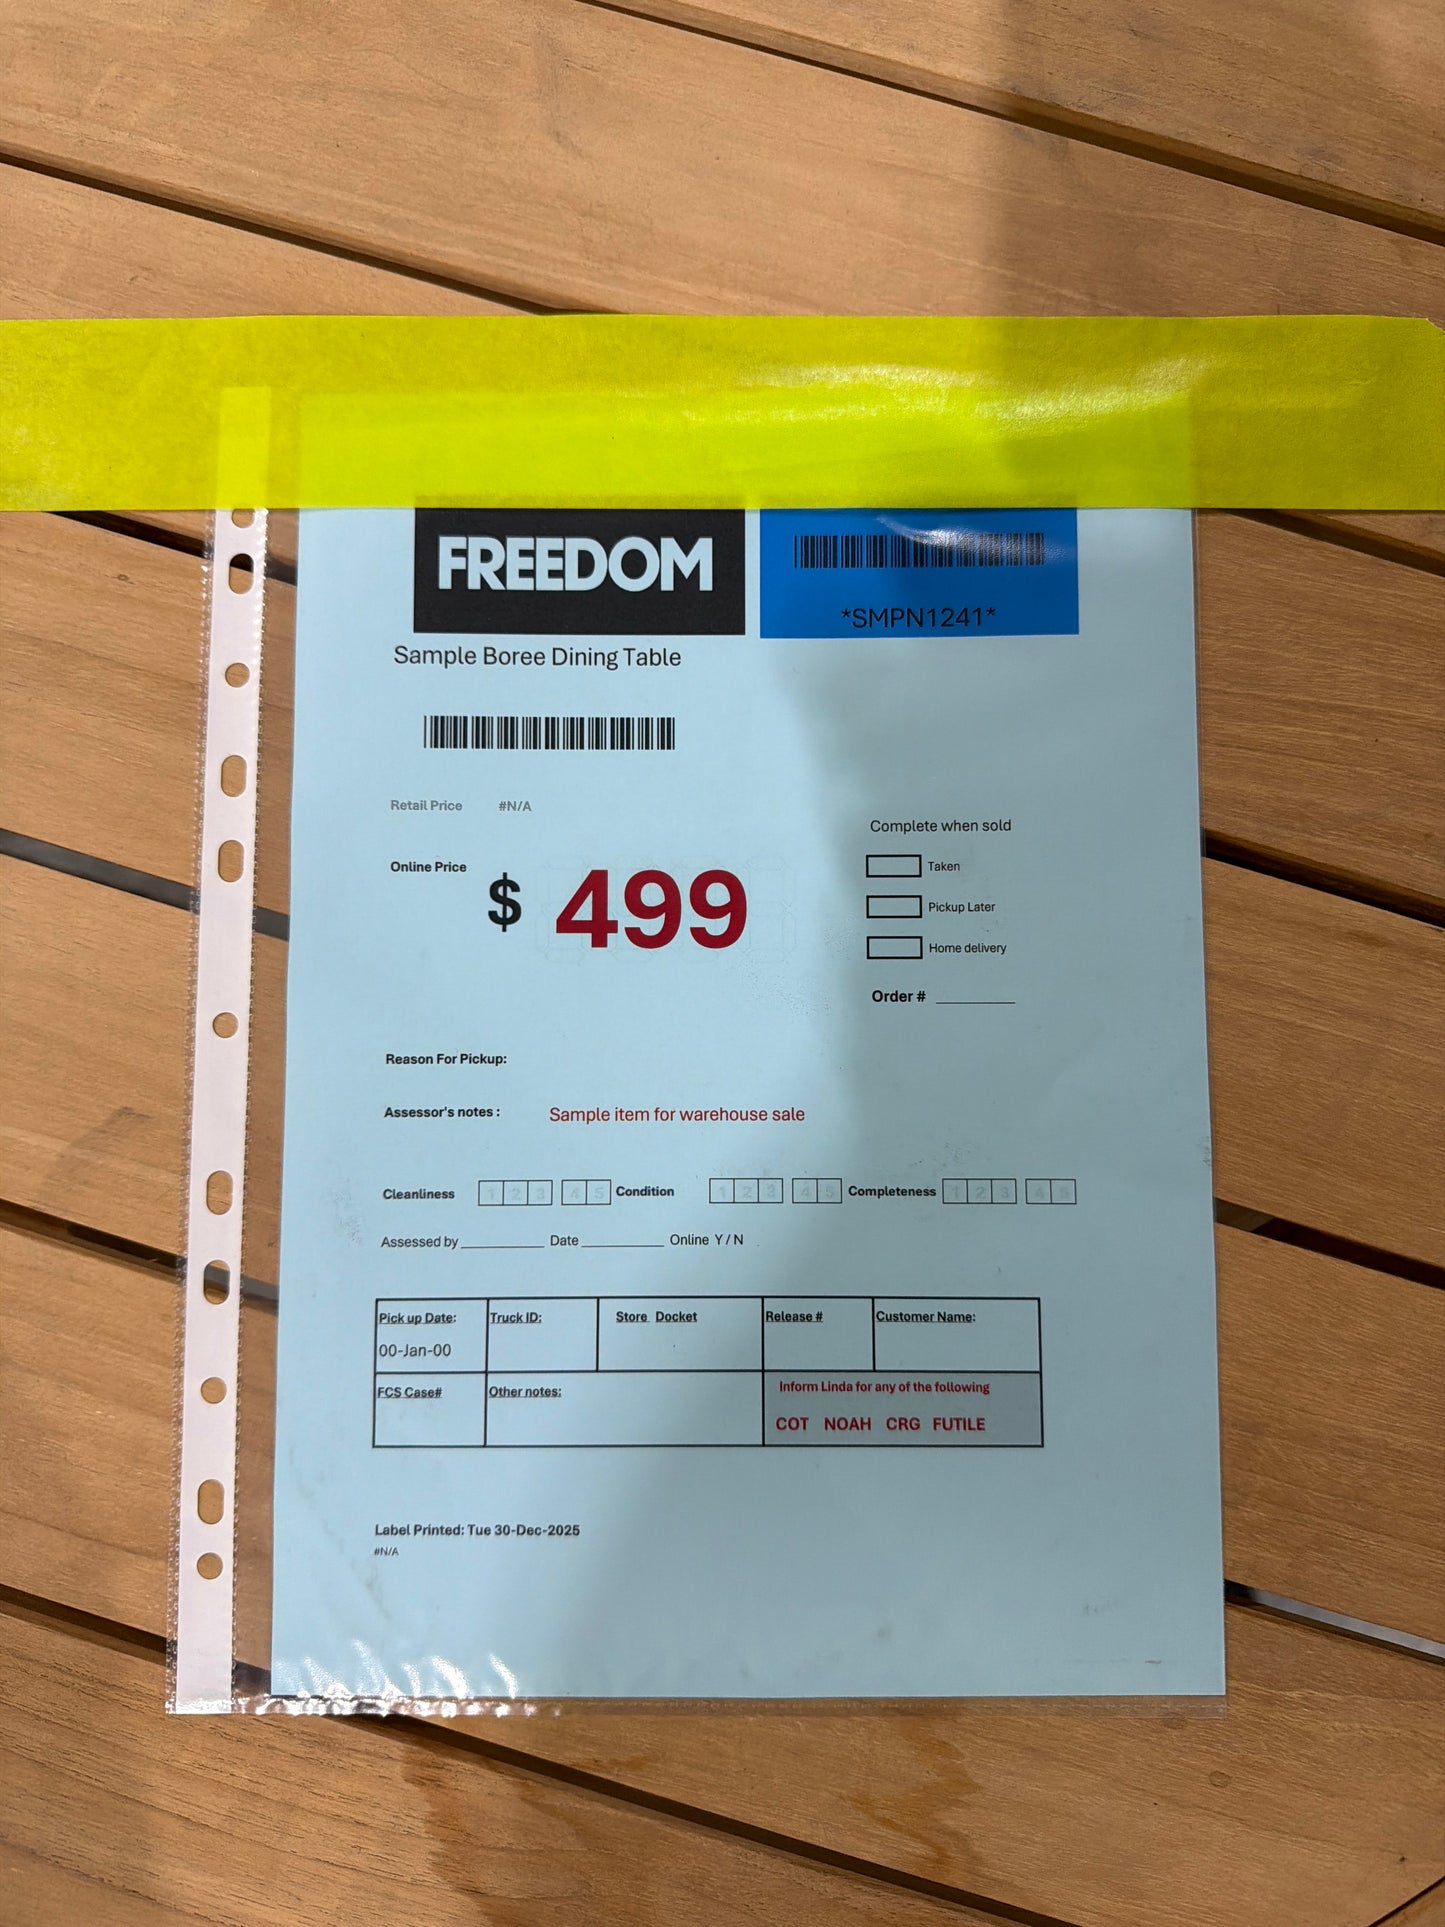 FREEDOM
*SMPN1241*
Sample Boree Dining Table
Retail Price #N/A
Complete when sold
Online Price $ 499
Taken
Pickup Later
Home delivery
Order # ________
Reason For Pickup:
Assessor's notes : Sample item for warehouse sale
Cleanliness 1 2 3 4 5 Condition 1 2 3 4 5 Completeness 1 2 3 4 5
Assessed by ________ Date ________ Online Y / N
Pick up Date: Truck ID: Store Docket Release # Customer Name:
00-Jan-00
FCS Case# Other notes: Inform Linda for any of the following
COT NOAH CRG FUTILE
Label Printed: Tue 30-Dec-2025
#N/A